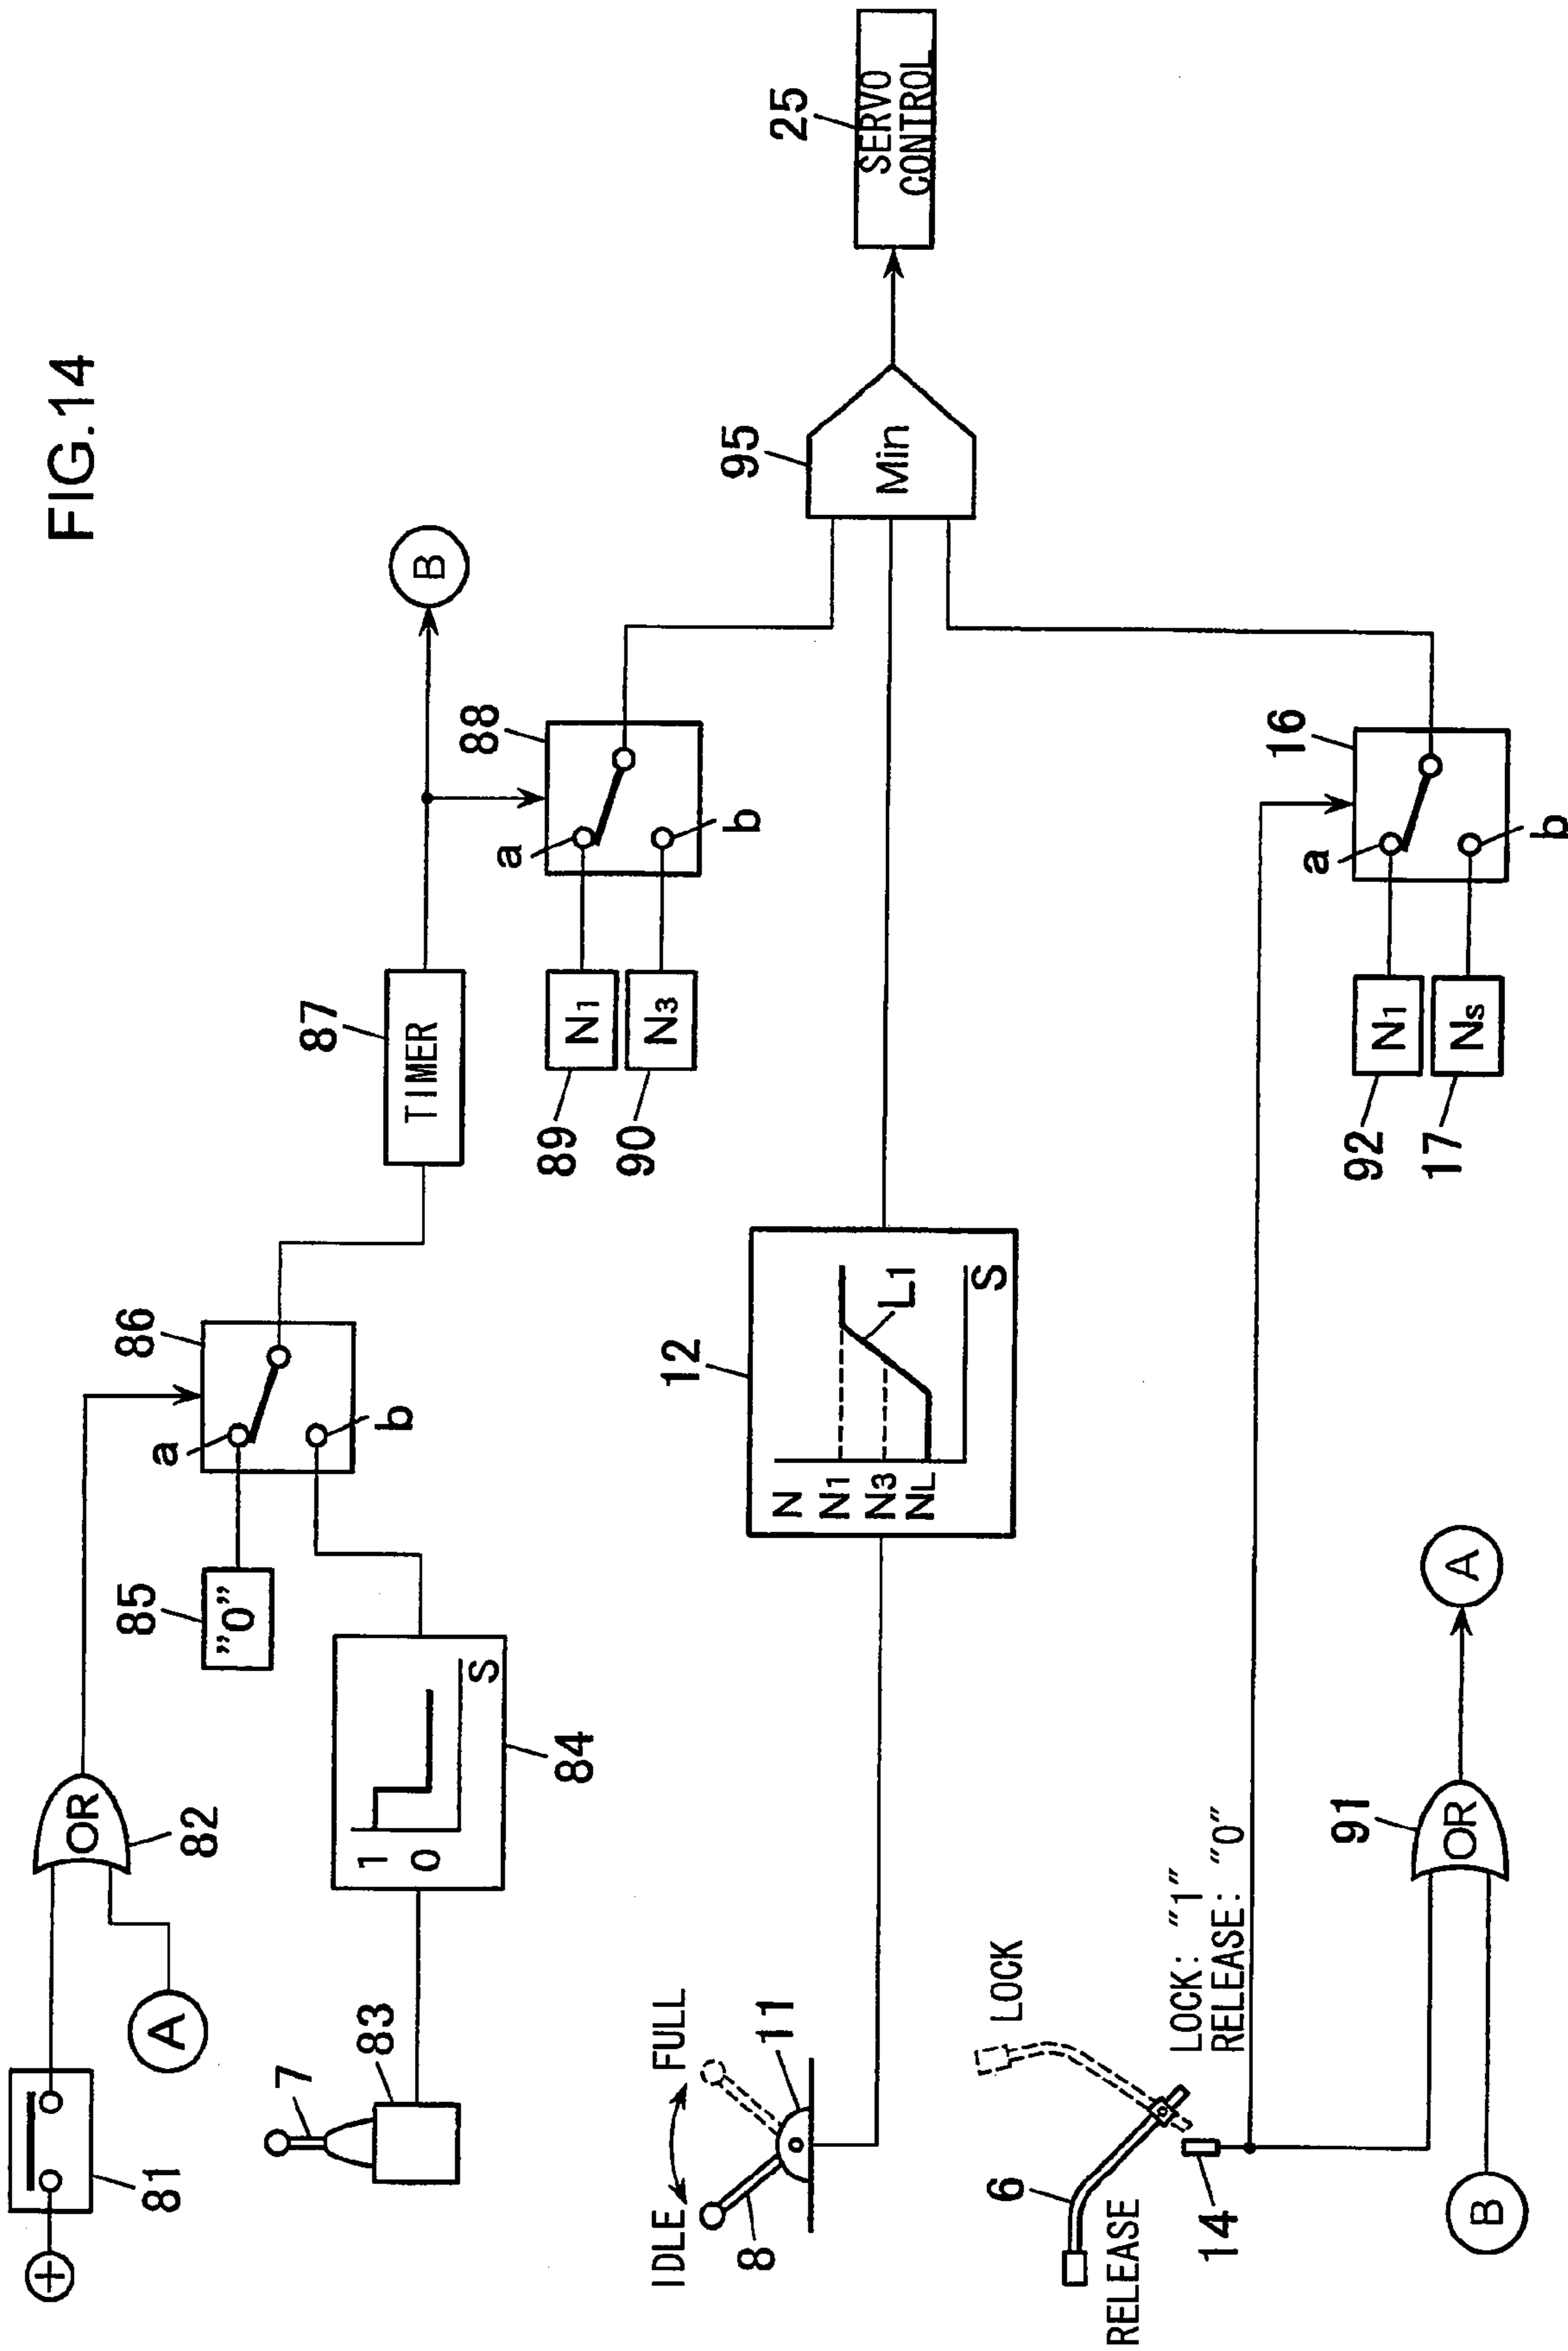 FIG.14
81
A
OR
82
7
83
1
0
S
84
85
"0"
a
b
86
TIMER
87
B
88
a
b
N1
89
N3
90
IDLE
FULL
8
11
N
N1
N3
NL
L1
S
12
95
Min
25
SERVO
CONTROL
LOCK
6
RELEASE
14
LOCK: "1"
RELEASE: "0"
B
OR
91
A
16
a
b
N1
92
Ns
17